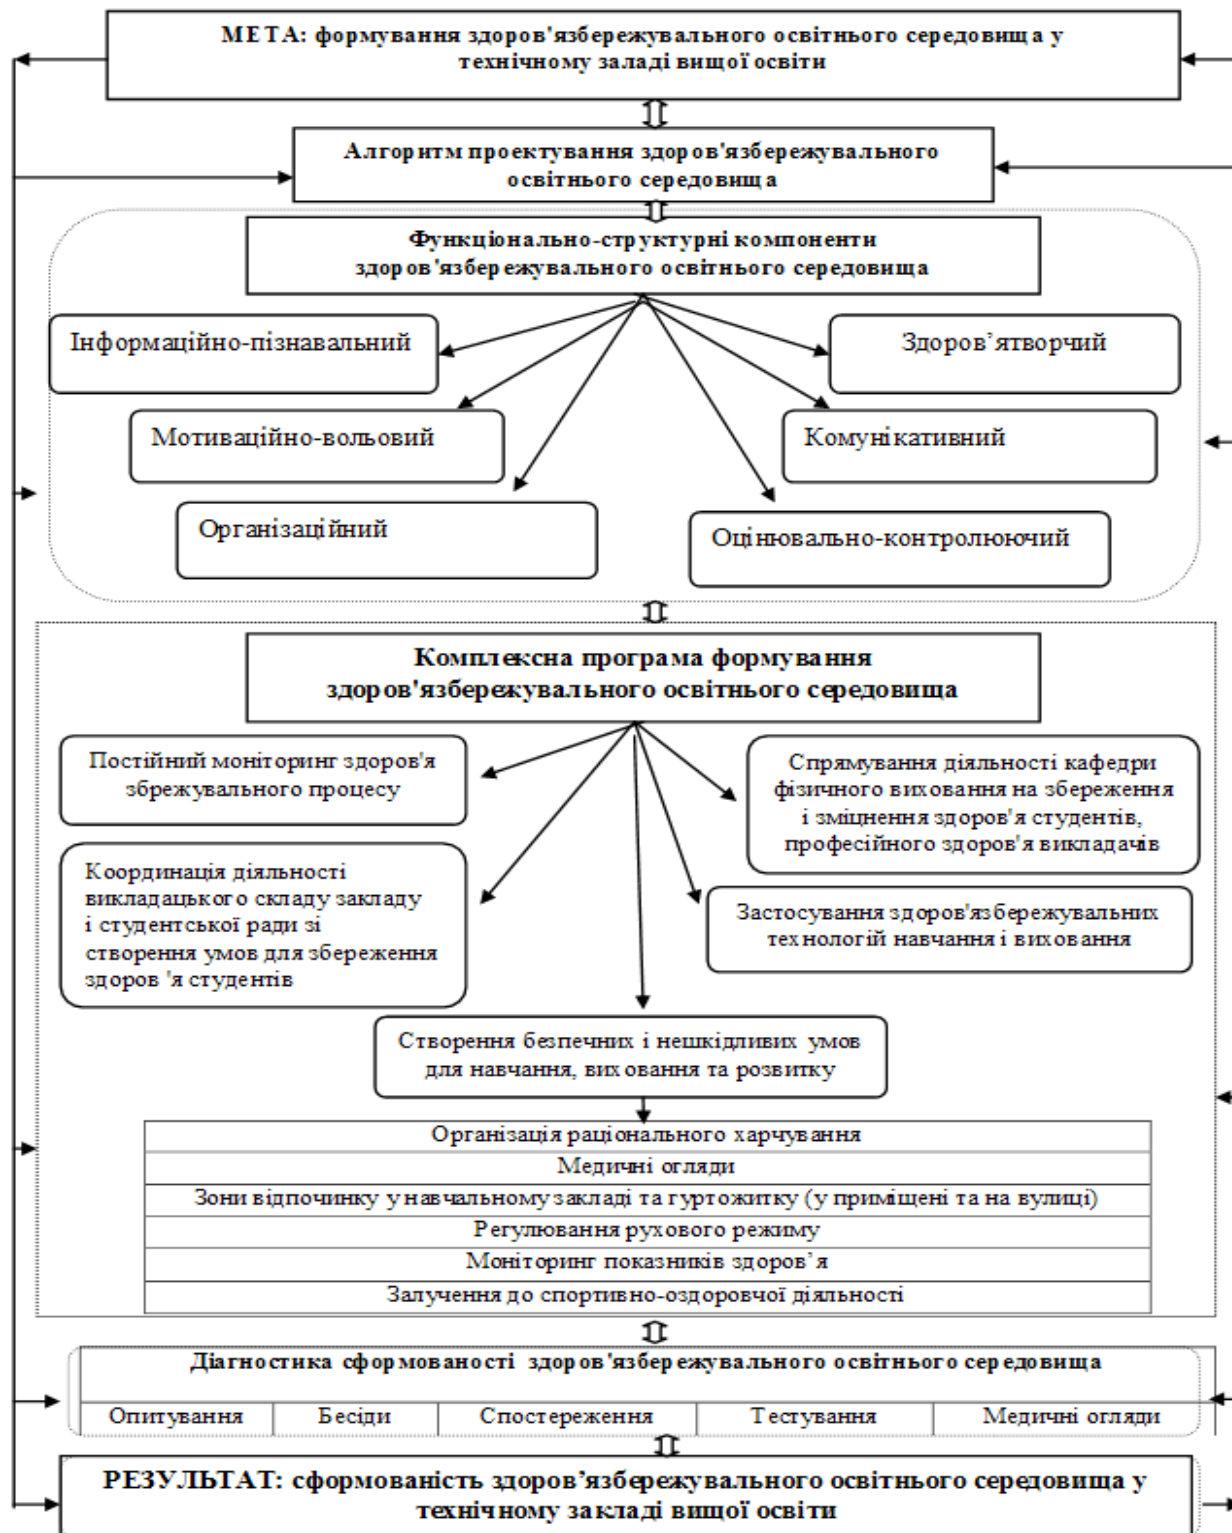 МЕТА: формування здоров'язбережувального освітнього середовища у
технічному заладі вищої освіти
Алгоритм проектування здоров'язбережувального
освітнього середовища
Функціонально-структурні компоненти
здоров'язбережувального освітнього середовища
Інформаційно-пізнавальний
Здоров’ятворчий
Мотиваційно-вольовий
Комунікативний
Організаційний
Оцінювально-контролюючий
Комплексна програма формування
здоров'язбережувального освітнього середовища
Постійний моніторинг здоров'я
збрежувального процесу
Спрямування діяльності кафедри
фізичного виховання на збереження
і зміцнення здоров'я студентів,
професійного здоров'я викладачів
Координація діяльності
викладацького складу закладу
і студентської ради зі
створення умов для збереження
здоров 'я студентів
Застосування здоров'язбережувальних
технологій навчання і виховання
Створення безпечних і нешкідливих умов
для навчання, виховання та розвитку
Організація раціонального харчування
Медичні огляди
Зони відпочинку у навчальному закладі та гуртожитку (у приміщені та на вулиці)
Регулювання рухового режиму
Моніторинг показників здоров’я
Залучення до спортивно-оздоровчої діяльності
Діагностика сформованості здоров'язбережувального освітнього середовища
Опитування Бесіди Спостереження Тестування Медичні огляди
РЕЗУЛЬТАТ: сформованість здоров’язбережувального освітнього середовища у
технічному закладі вищої освіти